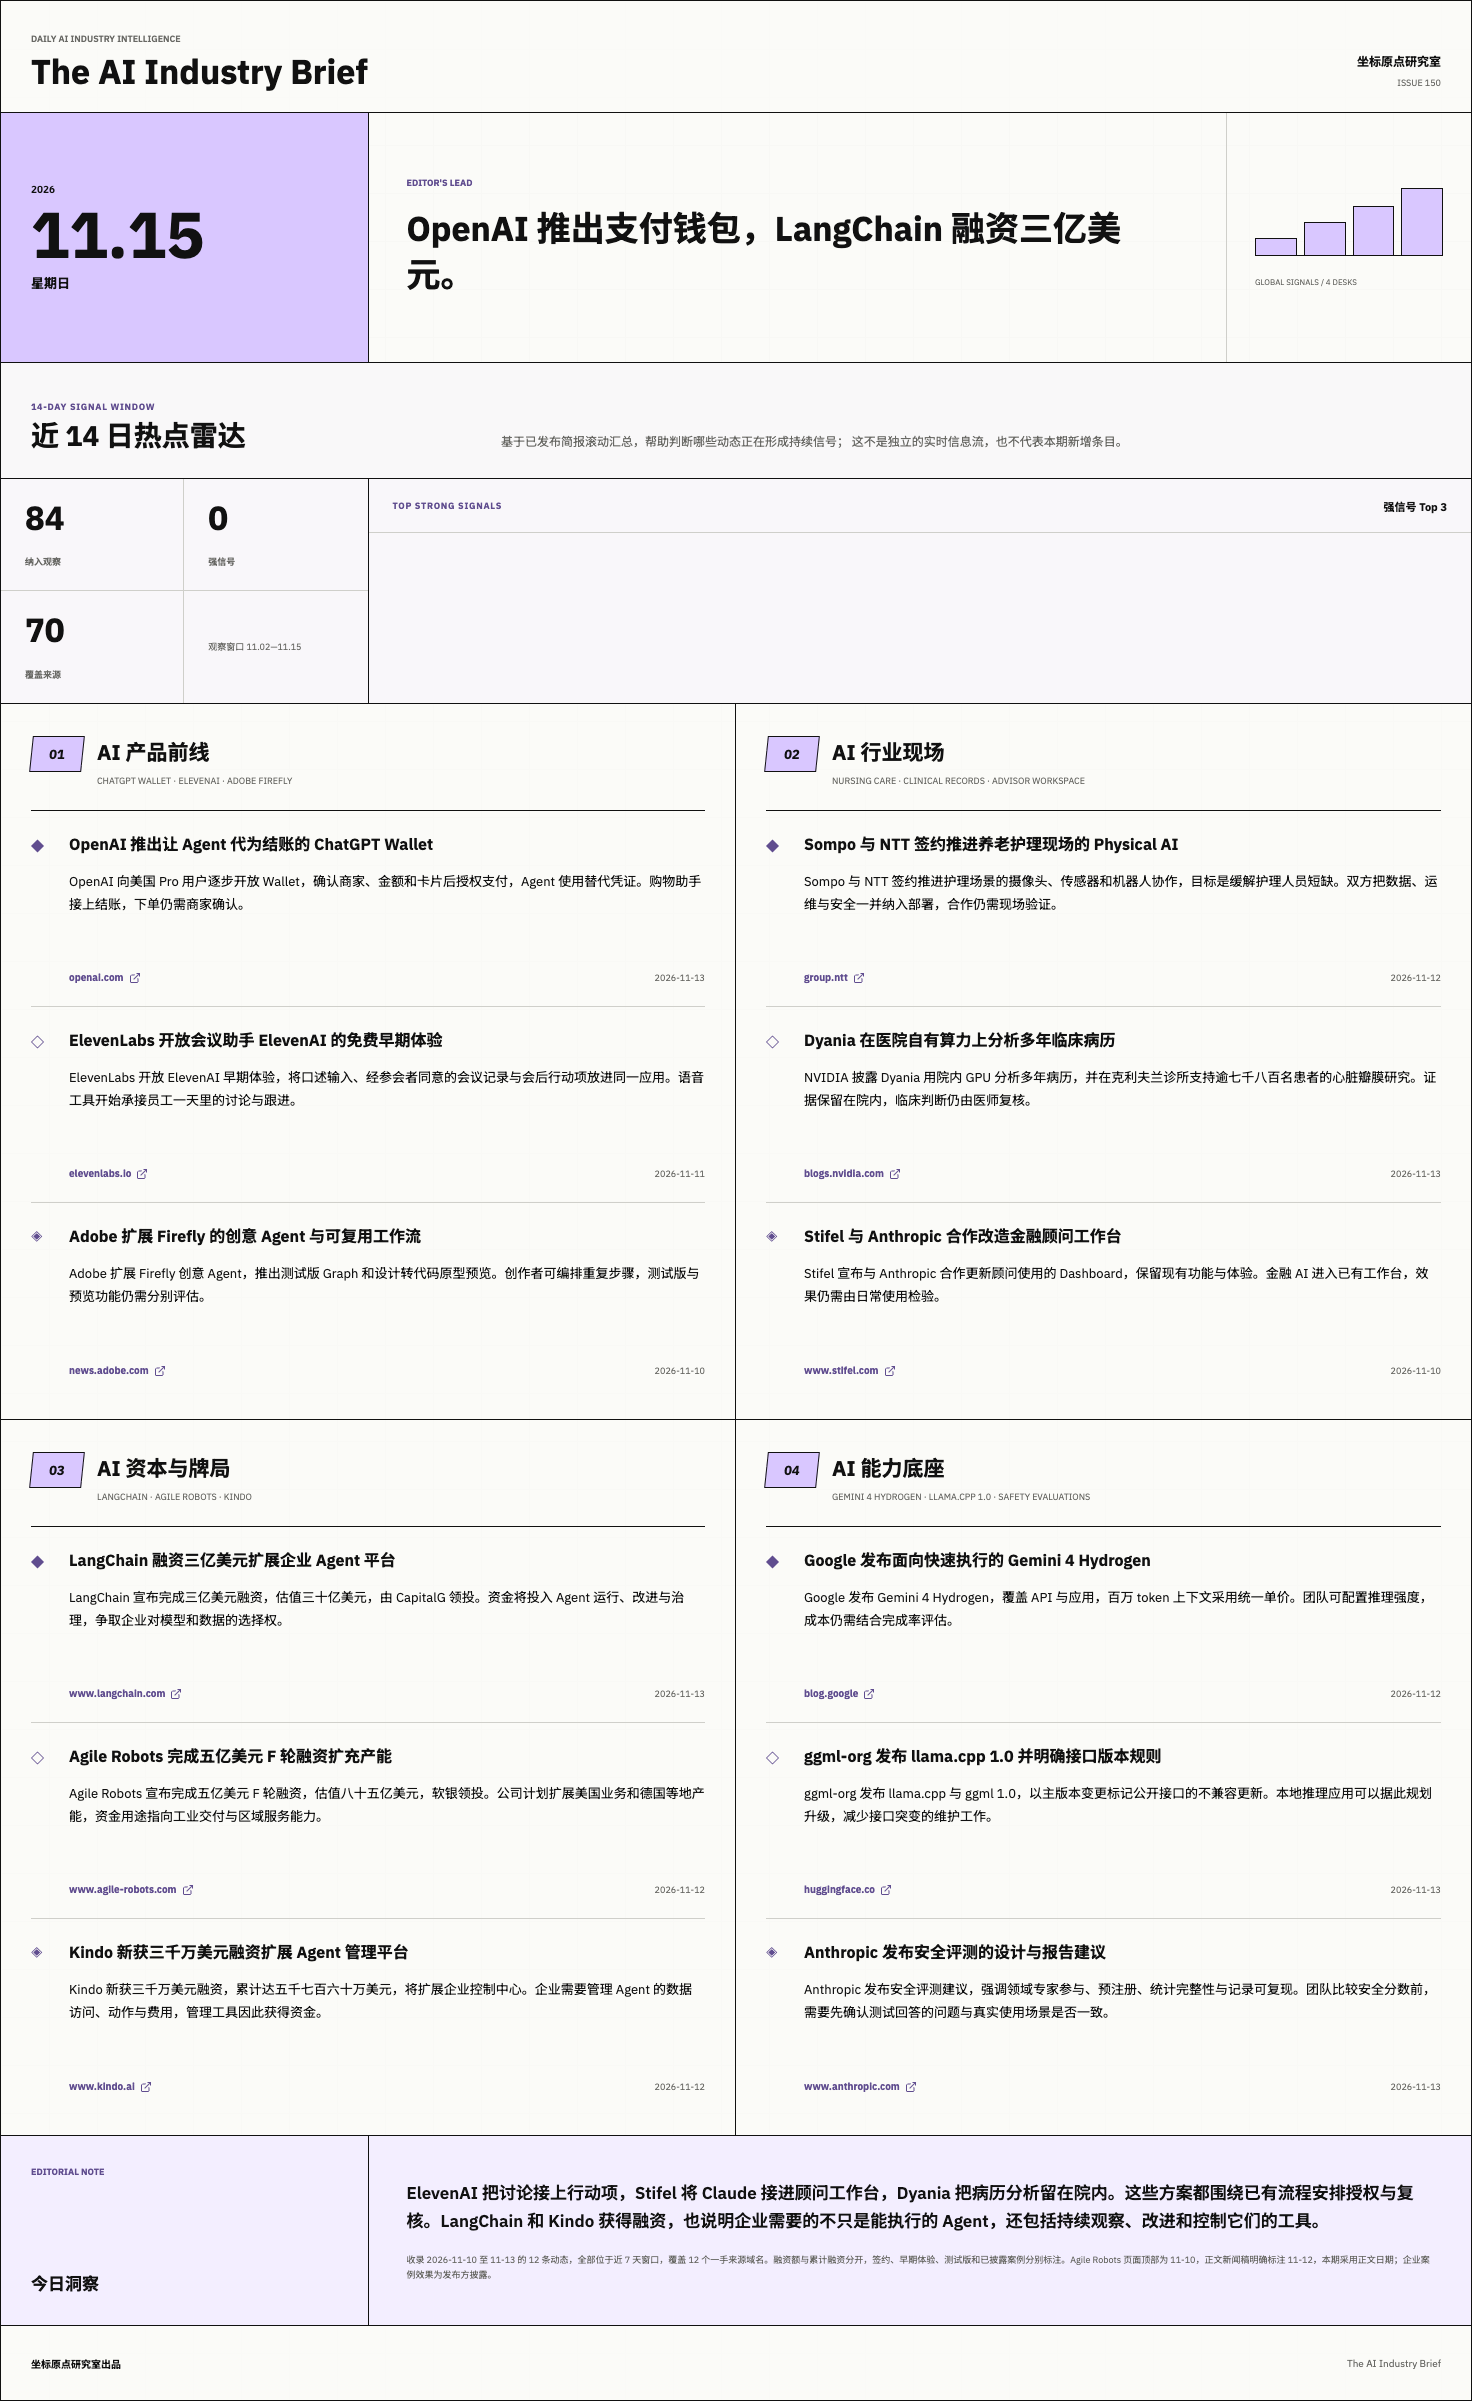 DAILY AI INDUSTRY INTELLIGENCE
The AI Industry Brief
坐标原点研究室
ISSUE 150
2026
11.15
星期日
EDITOR'S LEAD
OpenAI 推出支付钱包，LangChain 融资三亿美
元。
GLOBAL SIGNALS / 4 DESKS
14-DAY SIGNAL WINDOW
近 14 日热点雷达
基于已发布简报滚动汇总，帮助判断哪些动态正在形成持续信号； 这不是独立的实时信息流，也不代表本期新增条目。
84
纳入观察
0
强信号
70
覆盖来源
观察窗口 11.02—11.15
TOP STRONG SIGNALS
强信号 Top 3
01
AI 产品前线
CHATGPT WALLET · ELEVENAI · ADOBE FIREFLY
OpenAI 推出让 Agent 代为结账的 ChatGPT Wallet
OpenAI 向美国 Pro 用户逐步开放 Wallet，确认商家、金额和卡片后授权支付，Agent 使用替代凭证。购物助手
接上结账，下单仍需商家确认。
openai.com
2026-11-13
ElevenLabs 开放会议助手 ElevenAI 的免费早期体验
ElevenLabs 开放 ElevenAI 早期体验，将口述输入、经参会者同意的会议记录与会后行动项放进同一应用。语音
工具开始承接员工一天里的讨论与跟进。
elevenlabs.io
2026-11-11
Adobe 扩展 Firefly 的创意 Agent 与可复用工作流
Adobe 扩展 Firefly 创意 Agent，推出测试版 Graph 和设计转代码原型预览。创作者可编排重复步骤，测试版与
预览功能仍需分别评估。
news.adobe.com
2026-11-10
02
AI 行业现场
NURSING CARE · CLINICAL RECORDS · ADVISOR WORKSPACE
Sompo 与 NTT 签约推进养老护理现场的 Physical AI
Sompo 与 NTT 签约推进护理场景的摄像头、传感器和机器人协作，目标是缓解护理人员短缺。双方把数据、运
维与安全一并纳入部署，合作仍需现场验证。
group.ntt
2026-11-12
Dyania 在医院自有算力上分析多年临床病历
NVIDIA 披露 Dyania 用院内 GPU 分析多年病历，并在克利夫兰诊所支持逾七千八百名患者的心脏瓣膜研究。证
据保留在院内，临床判断仍由医师复核。
blogs.nvidia.com
2026-11-13
Stifel 与 Anthropic 合作改造金融顾问工作台
Stifel 宣布与 Anthropic 合作更新顾问使用的 Dashboard，保留现有功能与体验。金融 AI 进入已有工作台，效
果仍需由日常使用检验。
www.stifel.com
2026-11-10
03
AI 资本与牌局
LANGCHAIN · AGILE ROBOTS · KINDO
LangChain 融资三亿美元扩展企业 Agent 平台
LangChain 宣布完成三亿美元融资，估值三十亿美元，由 CapitalG 领投。资金将投入 Agent 运行、改进与治
理，争取企业对模型和数据的选择权。
www.langchain.com
2026-11-13
Agile Robots 完成五亿美元 F 轮融资扩充产能
Agile Robots 宣布完成五亿美元 F 轮融资，估值八十五亿美元，软银领投。公司计划扩展美国业务和德国等地产
能，资金用途指向工业交付与区域服务能力。
www.agile-robots.com
2026-11-12
Kindo 新获三千万美元融资扩展 Agent 管理平台
Kindo 新获三千万美元融资，累计达五千七百六十万美元，将扩展企业控制中心。企业需要管理 Agent 的数据
访问、动作与费用，管理工具因此获得资金。
www.kindo.ai
2026-11-12
04
AI 能力底座
GEMINI 4 HYDROGEN · LLAMA.CPP 1.0 · SAFETY EVALUATIONS
Google 发布面向快速执行的 Gemini 4 Hydrogen
Google 发布 Gemini 4 Hydrogen，覆盖 API 与应用，百万 token 上下文采用统一单价。团队可配置推理强度，
成本仍需结合完成率评估。
blog.google
2026-11-12
ggml-org 发布 llama.cpp 1.0 并明确接口版本规则
ggml-org 发布 llama.cpp 与 ggml 1.0，以主版本变更标记公开接口的不兼容更新。本地推理应用可以据此规划
升级，减少接口突变的维护工作。
huggingface.co
2026-11-13
Anthropic 发布安全评测的设计与报告建议
Anthropic 发布安全评测建议，强调领域专家参与、预注册、统计完整性与记录可复现。团队比较安全分数前，
需要先确认测试回答的问题与真实使用场景是否一致。
www.anthropic.com
2026-11-13
EDITORIAL NOTE
今日洞察
ElevenAI 把讨论接上行动项，Stifel 将 Claude 接进顾问工作台，Dyania 把病历分析留在院内。这些方案都围绕已有流程安排授权与复
核。LangChain 和 Kindo 获得融资，也说明企业需要的不只是能执行的 Agent，还包括持续观察、改进和控制它们的工具。
收录 2026-11-10 至 11-13 的 12 条动态，全部位于近 7 天窗口，覆盖 12 个一手来源域名。融资额与累计融资分开，签约、早期体验、测试版和已披露案例分别标注。Agile Robots 页面顶部为 11-10，正文新闻稿明确标注 11-12，本期采用正文日期；企业案
例效果为发布方披露。
坐标原点研究室出品
The AI Industry Brief